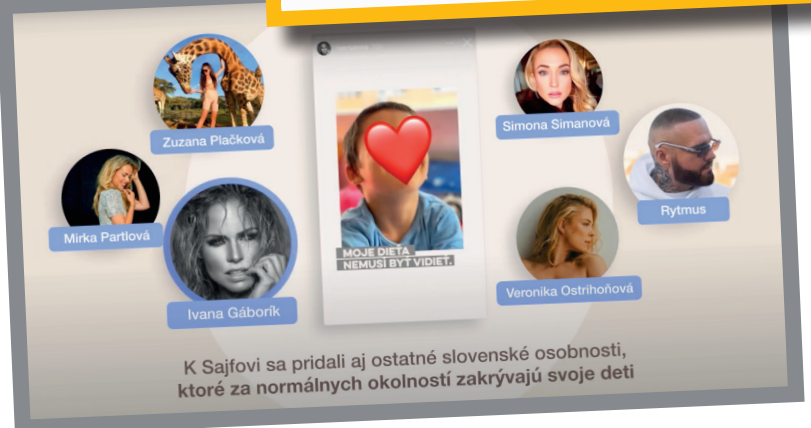 Zuzana Plačková
Simona Simanová
Mirka Partlová
Rytmus
MOJE DIEŤA
NEMUSÍ BYŤ VIDIEŤ.
Ivana Gáborík
Veronika Ostrihoňová
K Sajfovi sa pridali aj ostatné slovenské osobnosti,
ktoré za normálnych okolností zakrývajú svoje deti